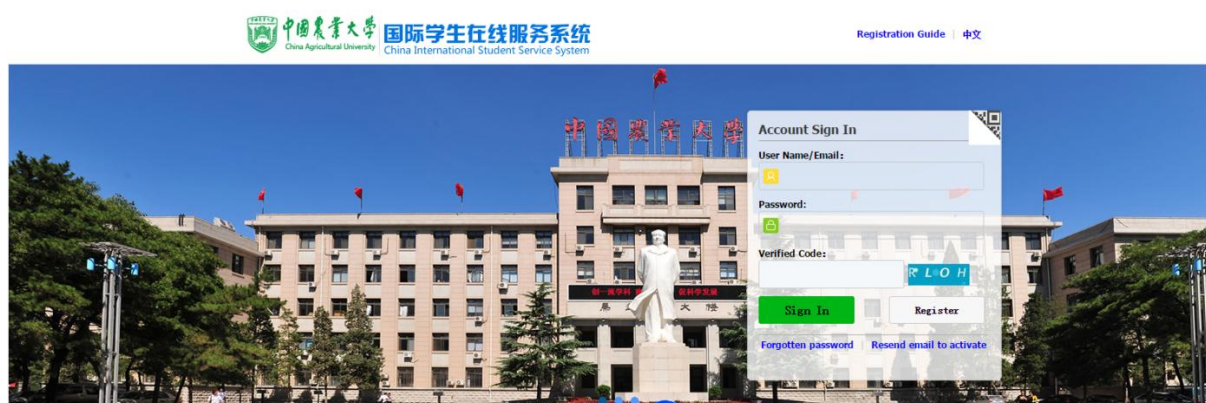 中国农业大学
China Agricultural University
国际学生在线服务系统
China International Student Service System
Registration Guide
中文
中国农业大学
Account Sign In
User Name/Email:
Password:
Verified Code:
R L O H
Sign In
Register
Forgotten password
Resend email to activate